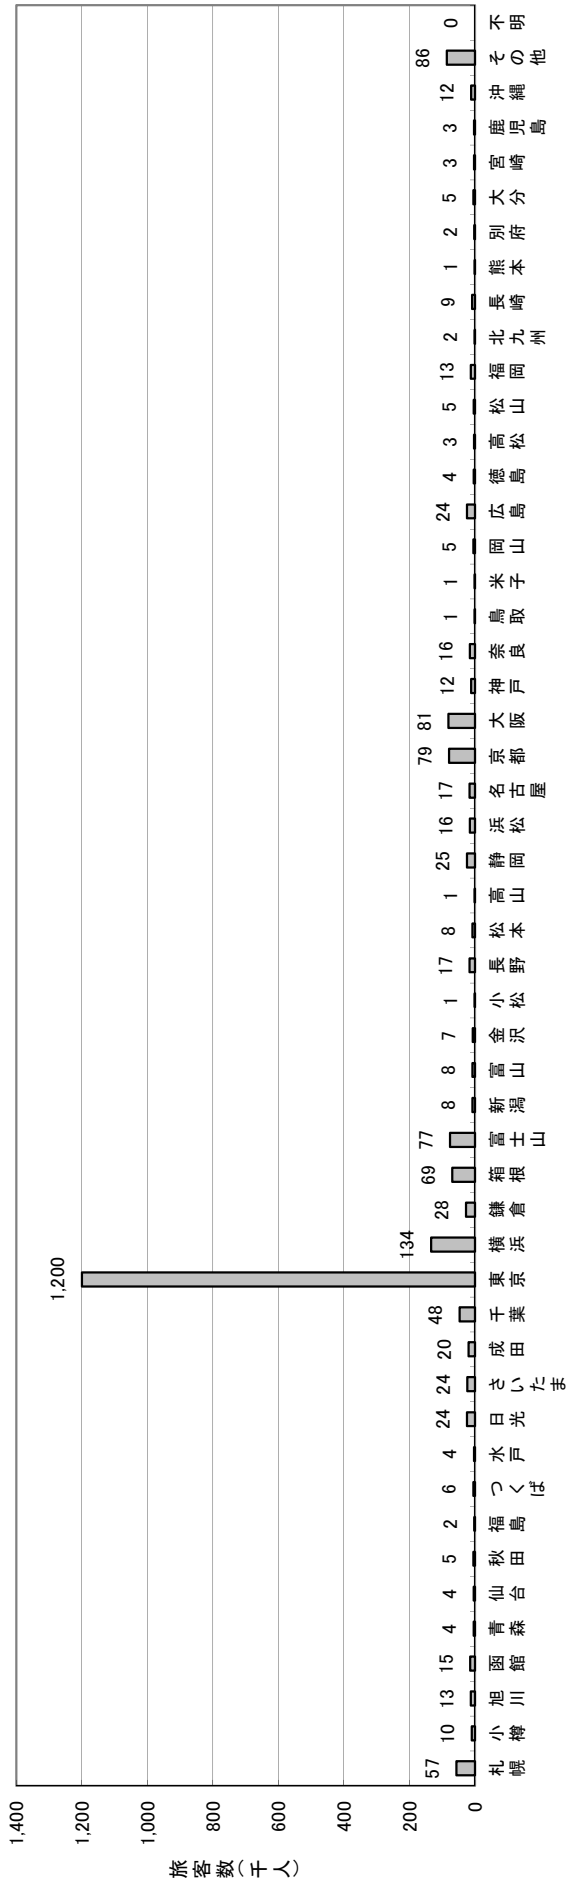 旅客数(千人)
1,400
1,200
1,000
800
600
400
200
0
57
10
13
15
4
4
5
2
6
4
24
24
20
48
1,200
134
28
69
77
8
8
7
1
17
8
1
25
16
17
79
81
12
16
1
1
5
24
4
3
5
13
2
9
1
2
5
3
3
12
86
0
札幌
小樽
旭川
函館
青森
仙台
秋田
福島
つくば
水戸
日光
さいたま
成田
千葉
東京
横浜
鎌倉
箱根
富士山
新潟
富山
金沢
小松
長野
松本
高山
静岡
浜松
名古屋
京都
大阪
神戸
奈良
鳥取
米子
岡山
広島
徳島
高松
松山
福岡
北九州
長崎
熊本
別府
大分
宮崎
鹿児島
沖縄
その他
不明